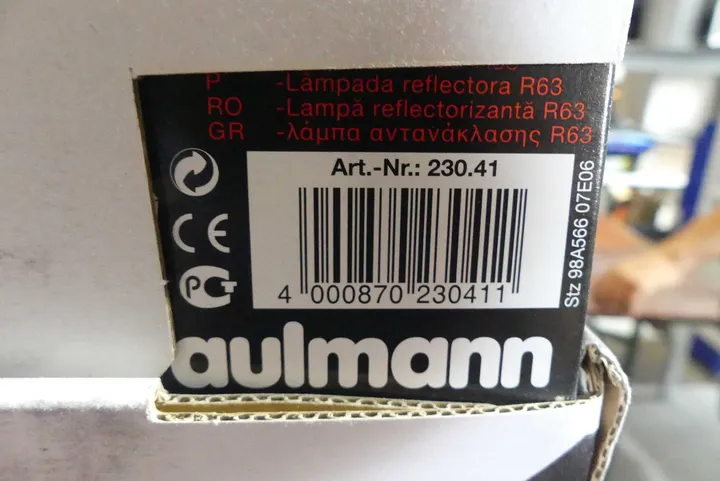 P -Lâmpada reflectora R63
RO -Lampă reflectorizantă R63
GR -λάμπα αντανάκλασης R63
Art.-Nr.: 230.41
4 000870 230411
Stz 98A566 07E06
CE
aulmann